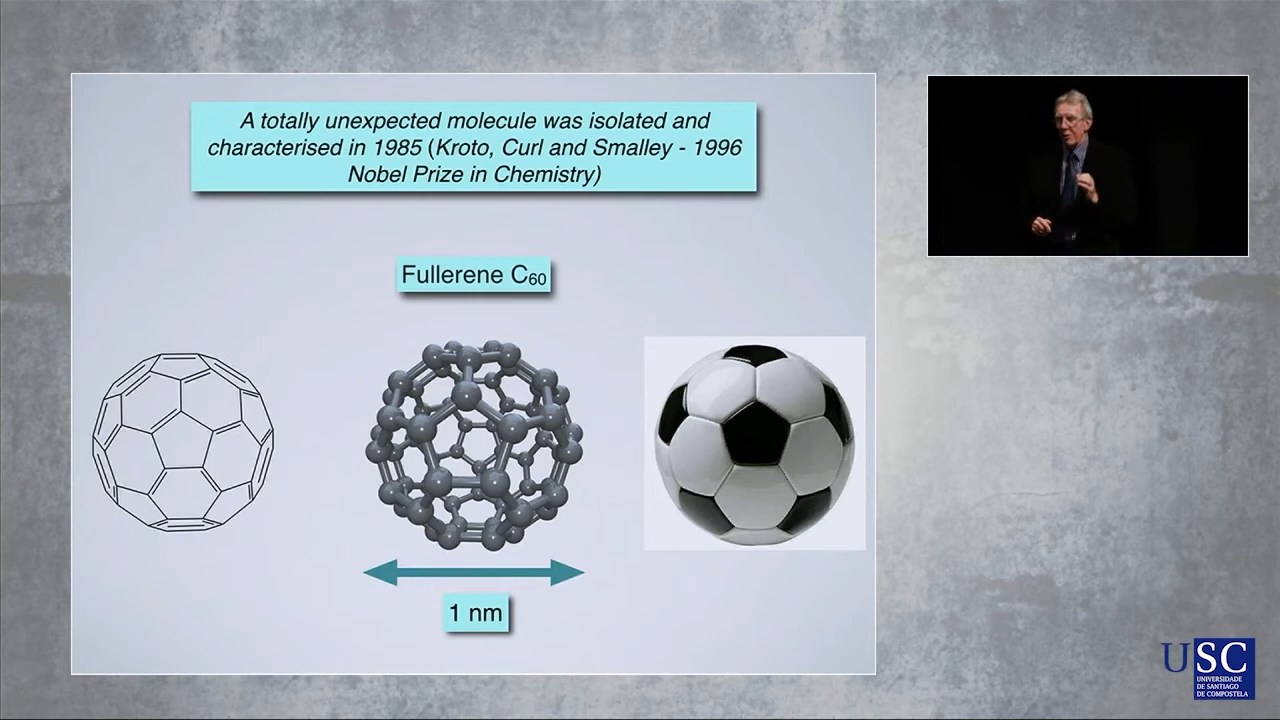 A totally unexpected molecule was isolated and
characterised in 1985 (Kroto, Curl and Smalley - 1996
Nobel Prize in Chemistry)
Fullerene C₆₀
1 nm
USC
UNIVERSIDADE
DE SANTIAGO
DE COMPOSTELA